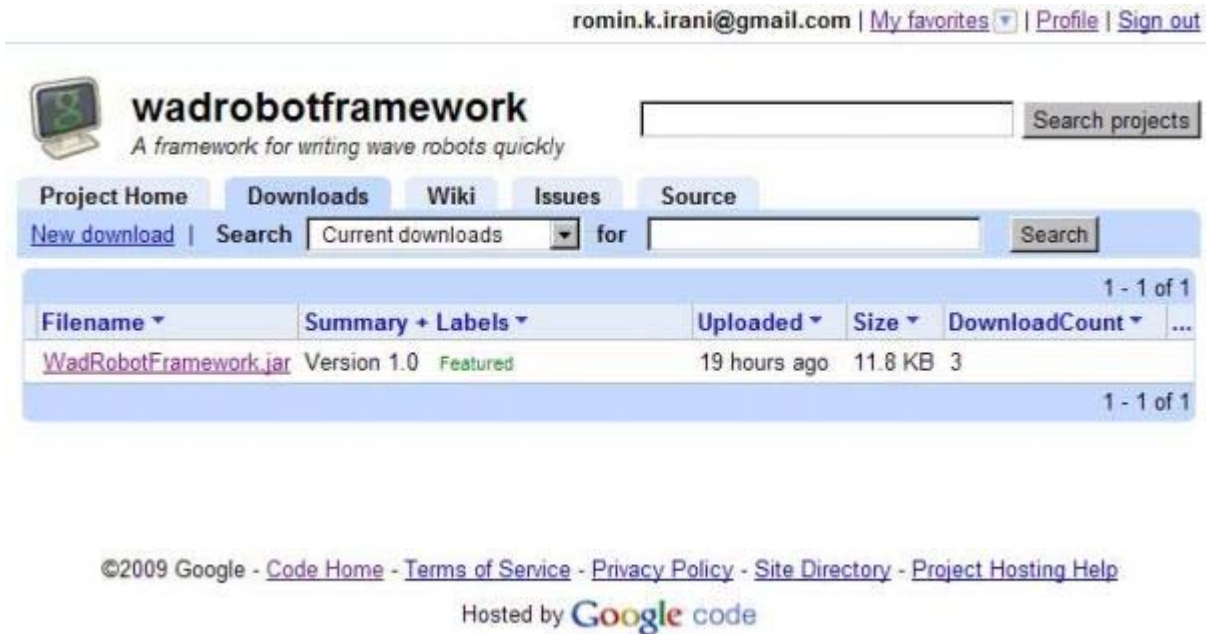 romin.k.irani@gmail.com | My favorites | Profile | Sign out
wadrobotframework
A framework for writing wave robots quickly
Search projects
Project Home Downloads Wiki Issues Source
New download | Search Current downloads for Search
1 - 1 of 1
Filename Summary + Labels Uploaded Size DownloadCount ...
WadRobotFramework.jar Version 1.0 Featured 19 hours ago 11.8 KB 3
1 - 1 of 1
©2009 Google - Code Home - Terms of Service - Privacy Policy - Site Directory - Project Hosting Help
Hosted by Google code